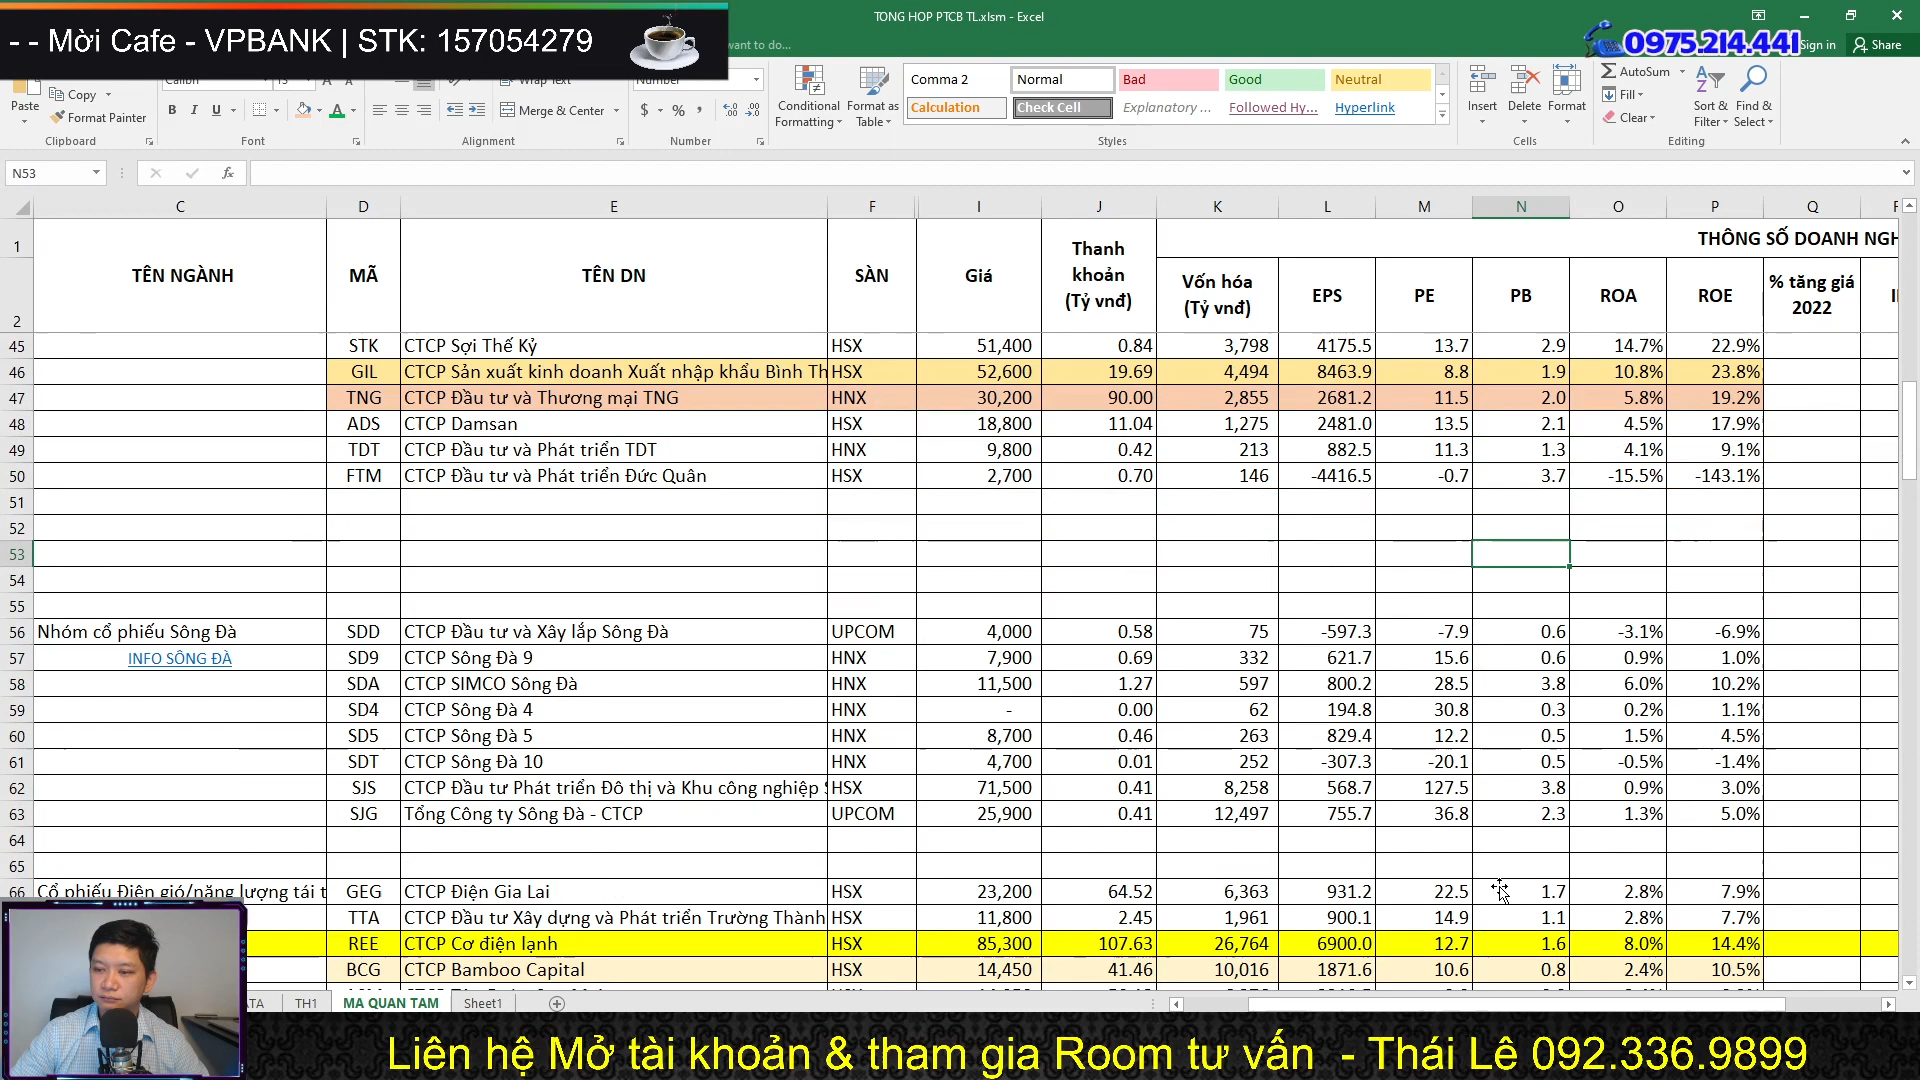 - - Mời Cafe - VPBANK | STK: 157054279
TONG HOP PTCB TL.xlsm - Excel
want to do...
0975.214.441
Sign in
Share
Paste
Copy
Format Painter
Clipboard
Calibri
B I U
Font
Wrap Text
Merge & Center
Alignment
Number
$ % ,
Number
Conditional Formatting
Format as Table
Comma 2 Normal Bad Good Neutral
Calculation Check Cell Explanatory ... Followed Hy... Hyperlink
Styles
Insert Delete Format
Cells
AutoSum
Fill
Clear
Sort & Filter
Find & Select
Editing
N53
fx
C D E F I J K L M N O P Q
1 THÔNG SỐ DOANH NGH
2 TÊN NGÀNH MÃ TÊN DN SÀN Giá Thanh khoản (Tỷ vnđ) Vốn hóa (Tỷ vnđ) EPS PE PB ROA ROE % tăng giá 2022
45 STK CTCP Sợi Thế Kỷ HSX 51,400 0.84 3,798 4175.5 13.7 2.9 14.7% 22.9%
46 GIL CTCP Sản xuất kinh doanh Xuất nhập khẩu Bình Th HSX 52,600 19.69 4,494 8463.9 8.8 1.9 10.8% 23.8%
47 TNG CTCP Đầu tư và Thương mại TNG HNX 30,200 90.00 2,855 2681.2 11.5 2.0 5.8% 19.2%
48 ADS CTCP Damsan HSX 18,800 11.04 1,275 2481.0 13.5 2.1 4.5% 17.9%
49 TDT CTCP Đầu tư và Phát triển TDT HNX 9,800 0.42 213 882.5 11.3 1.3 4.1% 9.1%
50 FTM CTCP Đầu tư và Phát triển Đức Quân HSX 2,700 0.70 146 -4416.5 -0.7 3.7 -15.5% -143.1%
51
52
53
54
55
56 Nhóm cổ phiếu Sông Đà SDD CTCP Đầu tư và Xây lắp Sông Đà UPCOM 4,000 0.58 75 -597.3 -7.9 0.6 -3.1% -6.9%
57 INFO SÔNG ĐÀ SD9 CTCP Sông Đà 9 HNX 7,900 0.69 332 621.7 15.6 0.6 0.9% 1.0%
58 SDA CTCP SIMCO Sông Đà HNX 11,500 1.27 597 800.2 28.5 3.8 6.0% 10.2%
59 SD4 CTCP Sông Đà 4 HNX - 0.00 62 194.8 30.8 0.3 0.2% 1.1%
60 SD5 CTCP Sông Đà 5 HNX 8,700 0.46 263 829.4 12.2 0.5 1.5% 4.5%
61 SDT CTCP Sông Đà 10 HNX 4,700 0.01 252 -307.3 -20.1 0.5 -0.5% -1.4%
62 SJS CTCP Đầu tư Phát triển Đô thị và Khu công nghiệp S HSX 71,500 0.41 8,258 568.7 127.5 3.8 0.9% 3.0%
63 SJG Tổng Công ty Sông Đà - CTCP UPCOM 25,900 0.41 12,497 755.7 36.8 2.3 1.3% 5.0%
64
65
66 Cổ phiếu Điện gió/năng lượng tái t GEG CTCP Điện Gia Lai HSX 23,200 64.52 6,363 931.2 22.5 1.7 2.8% 7.9%
TTA CTCP Đầu tư Xây dựng và Phát triển Trường Thành HSX 11,800 2.45 1,961 900.1 14.9 1.1 2.8% 7.7%
REE CTCP Cơ điện lạnh HSX 85,300 107.63 26,764 6900.0 12.7 1.6 8.0% 14.4%
BCG CTCP Bamboo Capital HSX 14,450 41.46 10,016 1871.6 10.6 0.8 2.4% 10.5%
ATA TH1 MA QUAN TAM Sheet1
Liên hệ Mở tài khoản & tham gia Room tư vấn - Thái Lê 092.336.9899